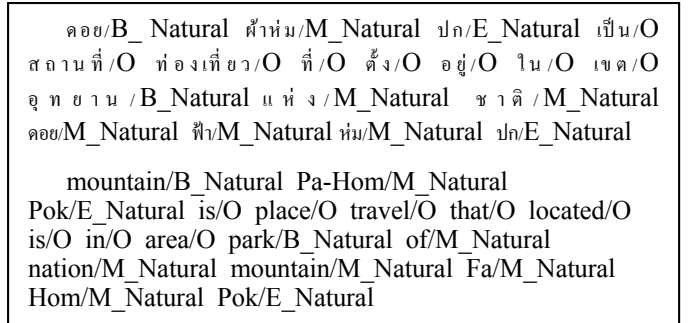 ดอย/B_ Natural ผ้าห่ม/M_Natural ปก/E_Natural เป็น/O
สถานที่/O ท่องเที่ยว/O ที่/O ตั้ง/O อยู่/O ใน/O เขต/O
อุทยาน/B_Natural แห่ง/M_Natural ชาติ/M_Natural
ดอย/M_Natural ฟ้า/M_Natural ห่ม/M_Natural ปก/E_Natural
mountain/B_Natural Pa-Hom/M_Natural
Pok/E_Natural is/O place/O travel/O that/O located/O
is/O in/O area/O park/B_Natural of/M_Natural
nation/M_Natural mountain/M_Natural Fa/M_Natural
Hom/M_Natural Pok/E_Natural